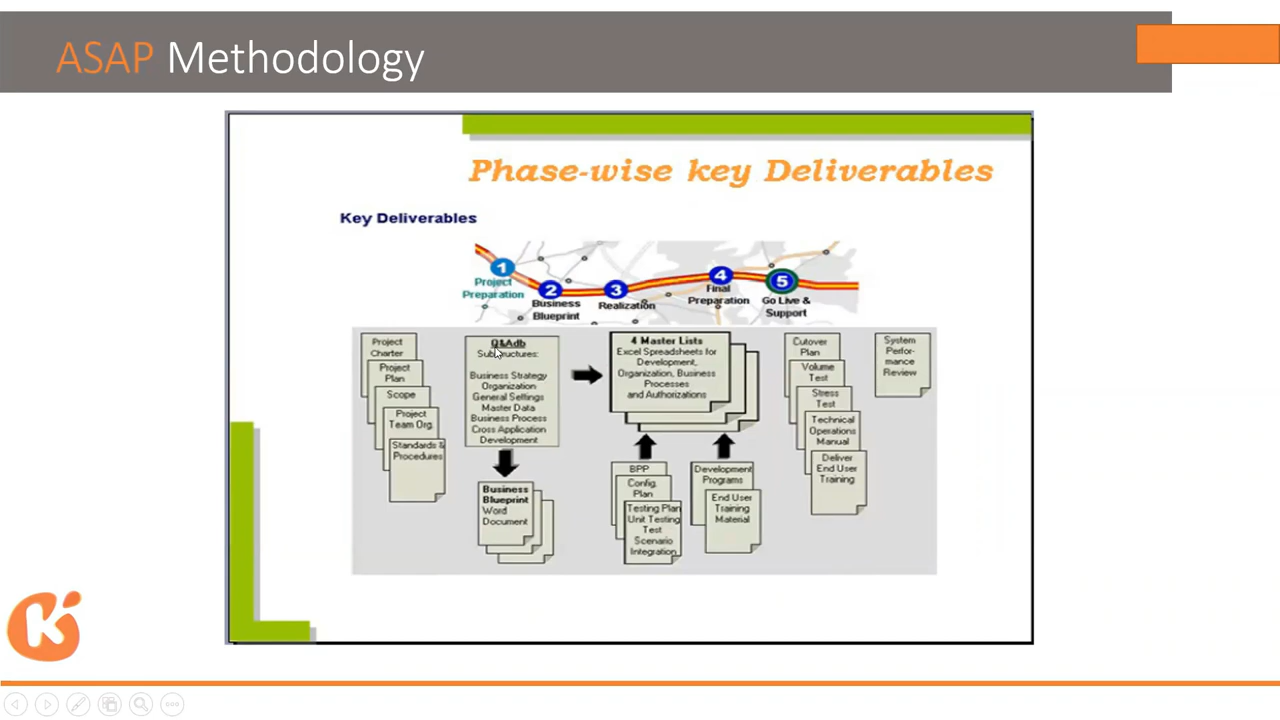 ASAP Methodology
Phase-wise key Deliverables
Key Deliverables
1
Project
Preparation
2
Business
Blueprint
3
Realization
4
Final
Preparation
5
Go Live &
Support
Project
Charter
Project
Plan
Scope
Project
Team Org.
Standards &
Procedures
Q&Adb
Substructures:
Business Strategy
Organization
General Settings
Master Data
Business Process
Cross Application
Development
Business
Blueprint
Word
Document
4 Master Lists
Excel Spreadsheets for
Development,
Organization, Business
Processes
and Authorizations
BPP
Config.
Plan
Testing Plan
Unit Testing
Test
Scenario
Integration
Development
Programs
End User
Training
Material
Cutover
Plan
Volume
Test
Stress
Test
Technical
Operations
Manual
Deliver
End User
Training
System
Perfor-
mance
Review
K